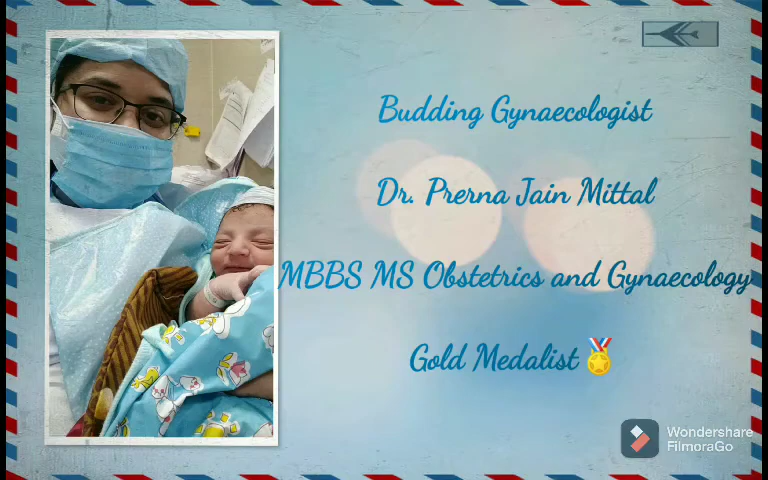 Budding Gynaecologist
Dr. Prerna Jain Mittal
MBBS MS Obstetrics and Gynaecology
Gold Medalist🏅
Wondershare
FilmoraGo